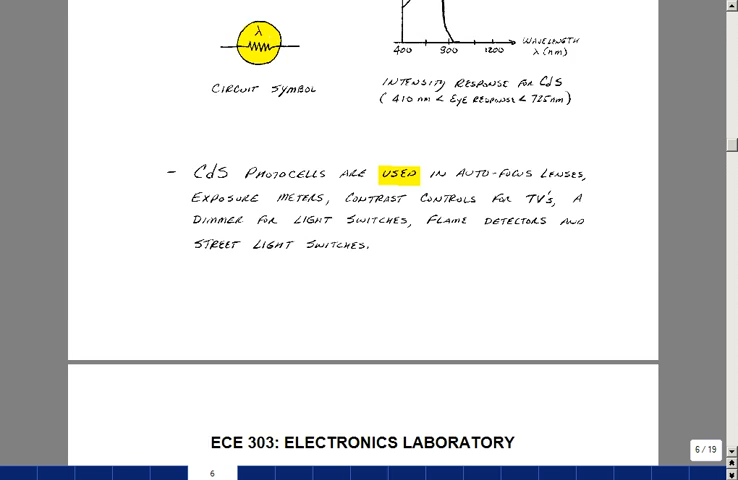 λ
400 800 1200
WAVELENGTH
λ (nm)
CIRCUIT SYMBOL
INTENSITY RESPONSE FOR CdS
( 410 nm < EYE RESPONSE < 725nm )
- CdS PHOTOCELLS ARE USED IN AUTO-FOCUS LENSES,
EXPOSURE METERS, CONTRAST CONTROLS FOR TV'S, A
DIMMER FOR LIGHT SWITCHES, FLAME DETECTORS AND
STREET LIGHT SWITCHES.
ECE 303: ELECTRONICS LABORATORY
6 / 19
6